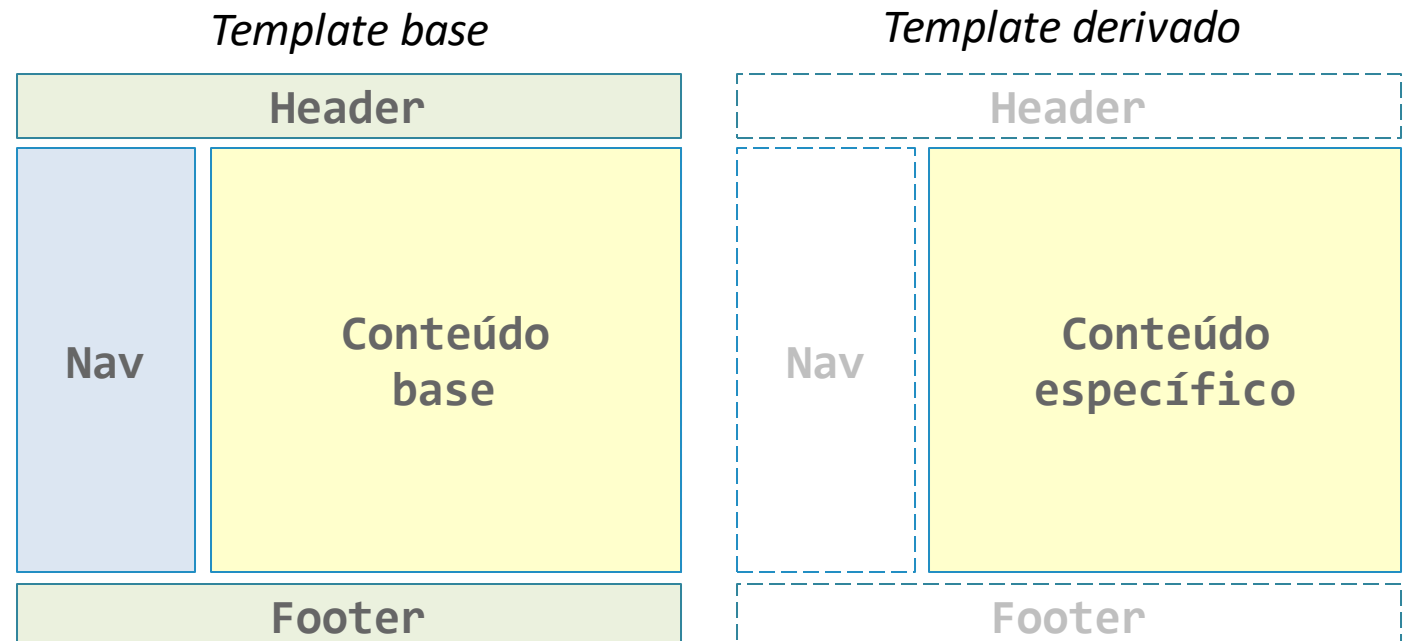 Template base
Header
Nav
Conteúdo
base
Footer
Template derivado
Header
Nav
Conteúdo
específico
Footer